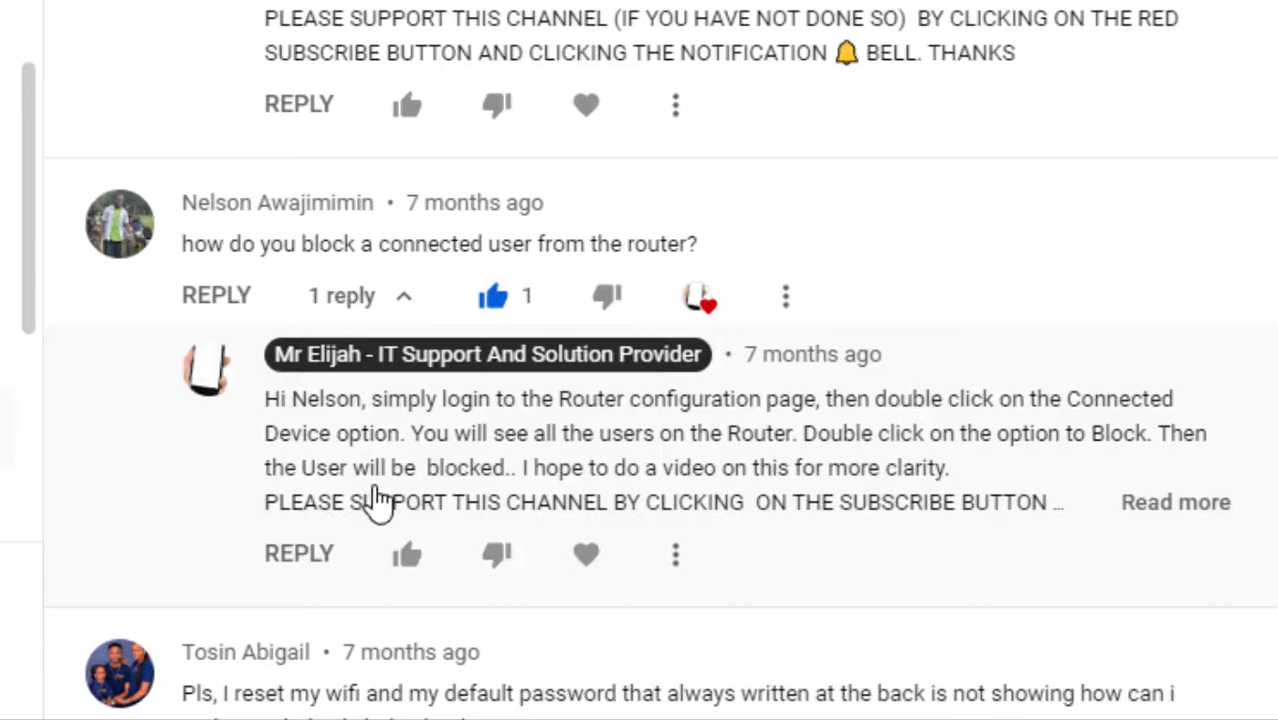 PLEASE SUPPORT THIS CHANNEL (IF YOU HAVE NOT DONE SO) BY CLICKING ON THE RED
SUBSCRIBE BUTTON AND CLICKING THE NOTIFICATION 🔔 BELL. THANKS
REPLY
Nelson Awajimimin • 7 months ago
how do you block a connected user from the router?
REPLY 1 reply 1
Mr Elijah - IT Support And Solution Provider • 7 months ago
Hi Nelson, simply login to the Router configuration page, then double click on the Connected
Device option. You will see all the users on the Router. Double click on the option to Block. Then
the User will be blocked.. I hope to do a video on this for more clarity.
PLEASE SUPPORT THIS CHANNEL BY CLICKING ON THE SUBSCRIBE BUTTON ... Read more
REPLY
Tosin Abigail • 7 months ago
Pls, I reset my wifi and my default password that always written at the back is not showing how can i